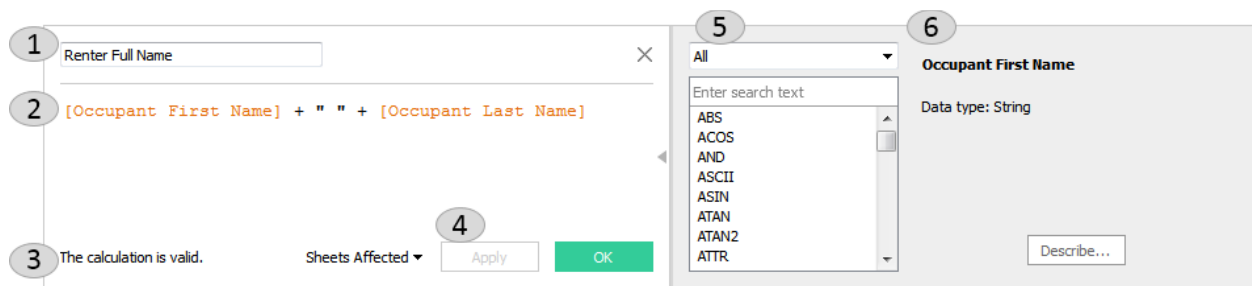 1
Renter Full Name
2
[Occupant First Name] + " " + [Occupant Last Name]
3
The calculation is valid.
Sheets Affected
4
Apply
OK
5
All
Enter search text
ABS
ACOS
AND
ASCII
ASIN
ATAN
ATAN2
ATTR
6
Occupant First Name
Data type: String
Describe...